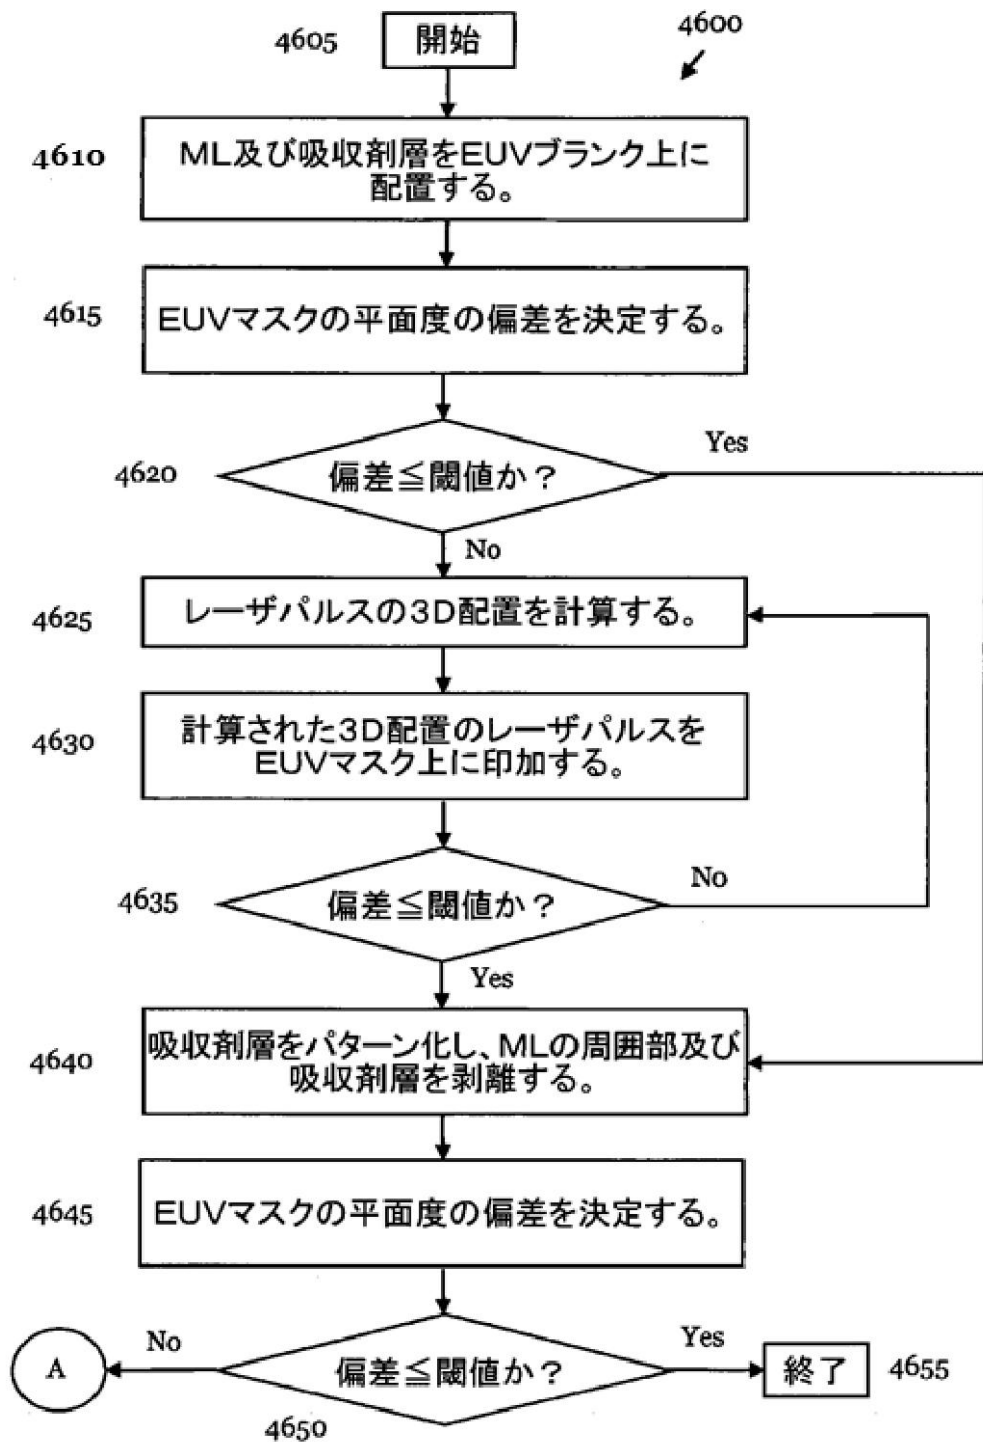 4605
開始
4600
4610
ML及び吸収剤層をEUVブランク上に
配置する。
4615
EUVマスクの平面度の偏差を決定する。
4620
偏差≦閾値か?
Yes
No
4625
レーザパルスの3D配置を計算する。
4630
計算された3D配置のレーザパルスを
EUVマスク上に印加する。
4635
偏差≦閾値か?
No
Yes
4640
吸収剤層をパターン化し、MLの周囲部及び
吸収剤層を剥離する。
4645
EUVマスクの平面度の偏差を決定する。
A
No
偏差≦閾値か?
Yes
終了
4655
4650